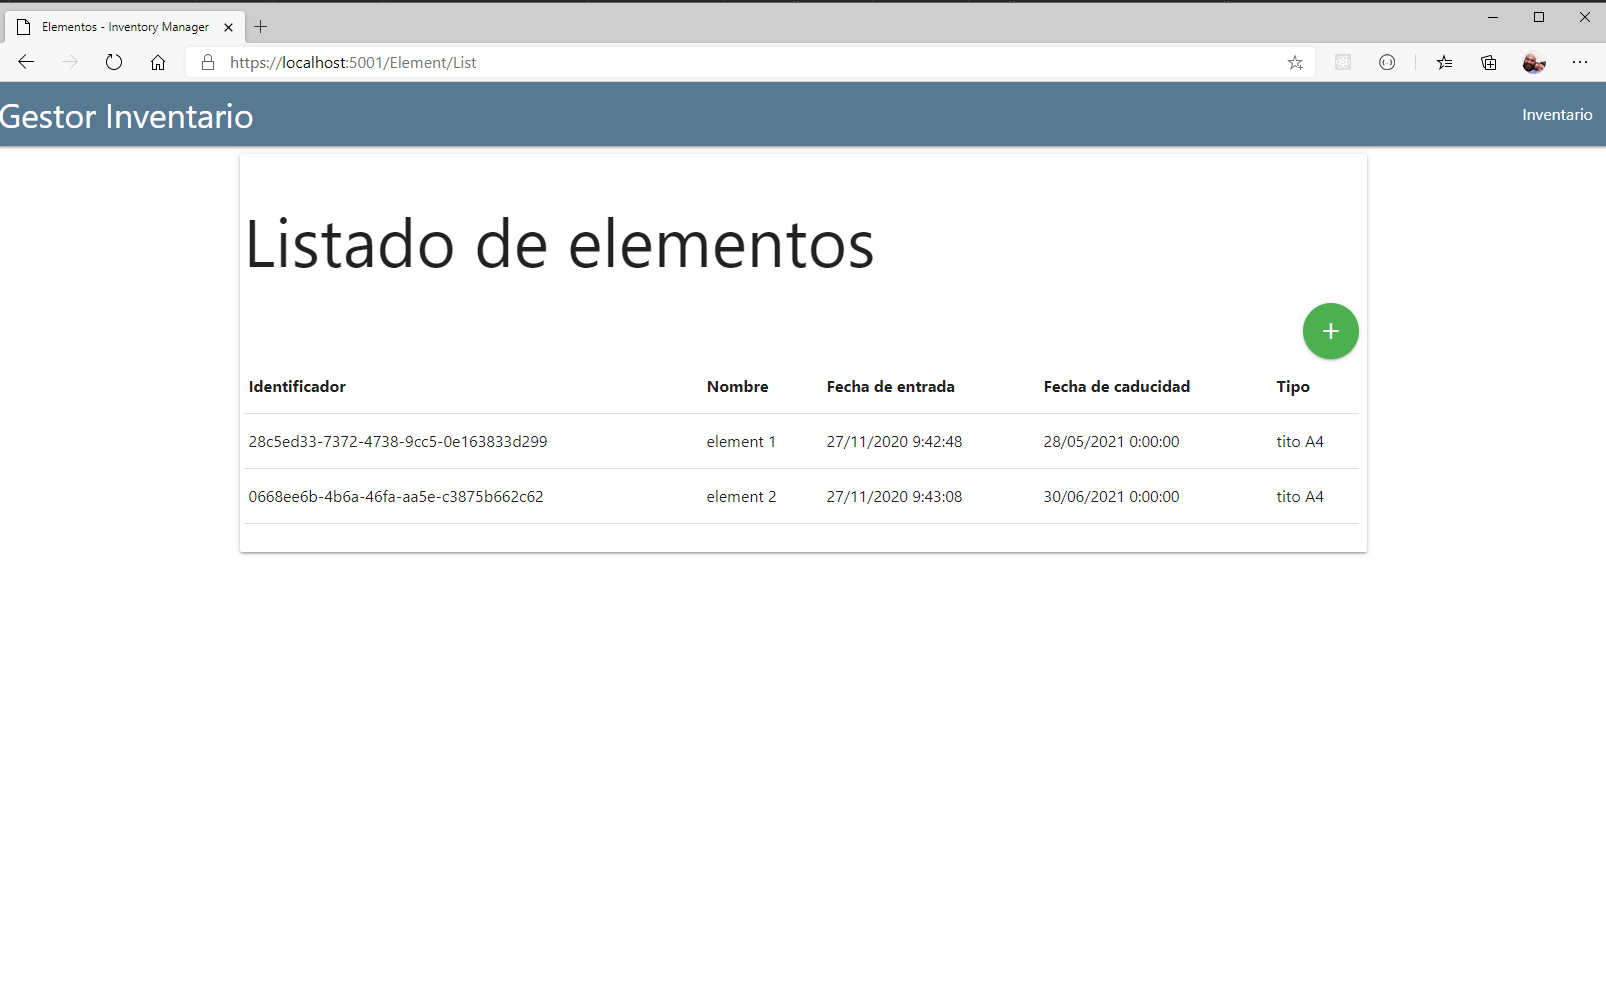 Elementos - Inventory Manager
https://localhost:5001/Element/List
Gestor Inventario
Inventario
Listado de elementos
Identificador Nombre Fecha de entrada Fecha de caducidad Tipo
28c5ed33-7372-4738-9cc5-0e163833d299 element 1 27/11/2020 9:42:48 28/05/2021 0:00:00 tito A4
0668ee6b-4b6a-46fa-aa5e-c3875b662c62 element 2 27/11/2020 9:43:08 30/06/2021 0:00:00 tito A4